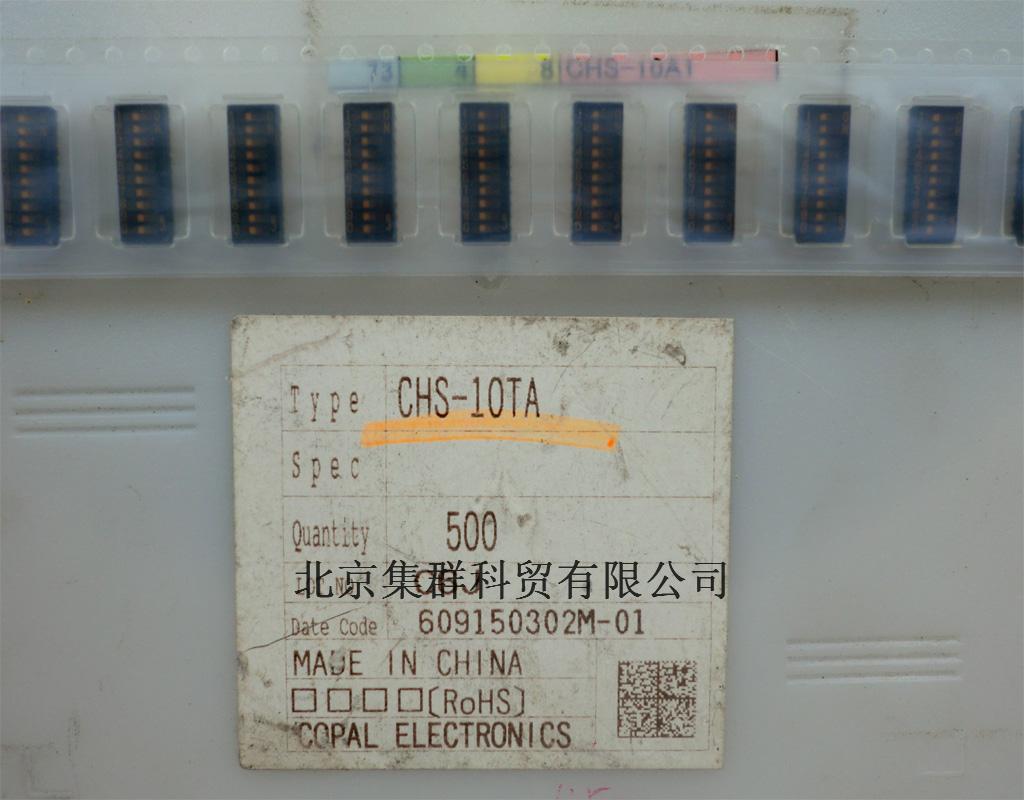 73 4 8 CHS-10A1
Type CHS-10TA
Spec
Quantity 500
北京集群科贸有限公司
Date Code 609150302M-01
MADE IN CHINA
□□□□(RoHS)
COPAL ELECTRONICS